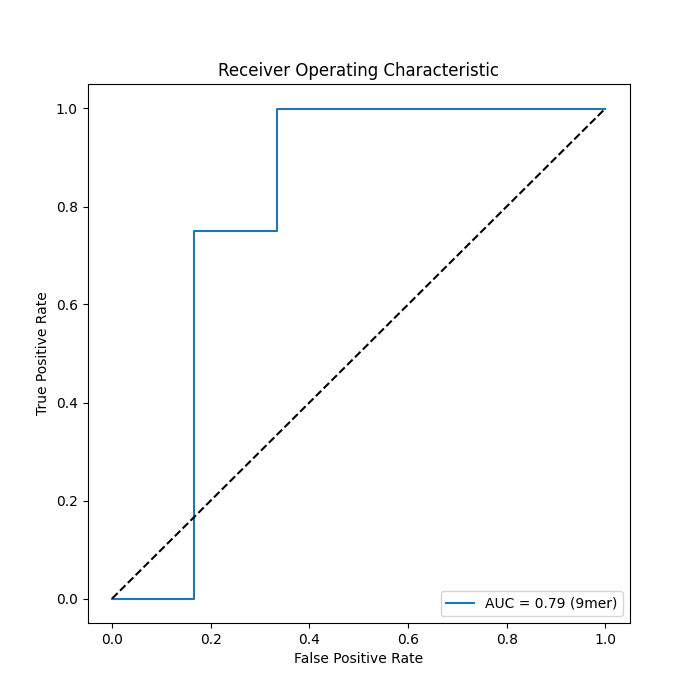 Receiver Operating Characteristic
1.0
0.8
0.6
0.4
0.2
0.0
True Positive Rate
AUC = 0.79 (9mer)
0.0 0.2 0.4 0.6 0.8 1.0
False Positive Rate